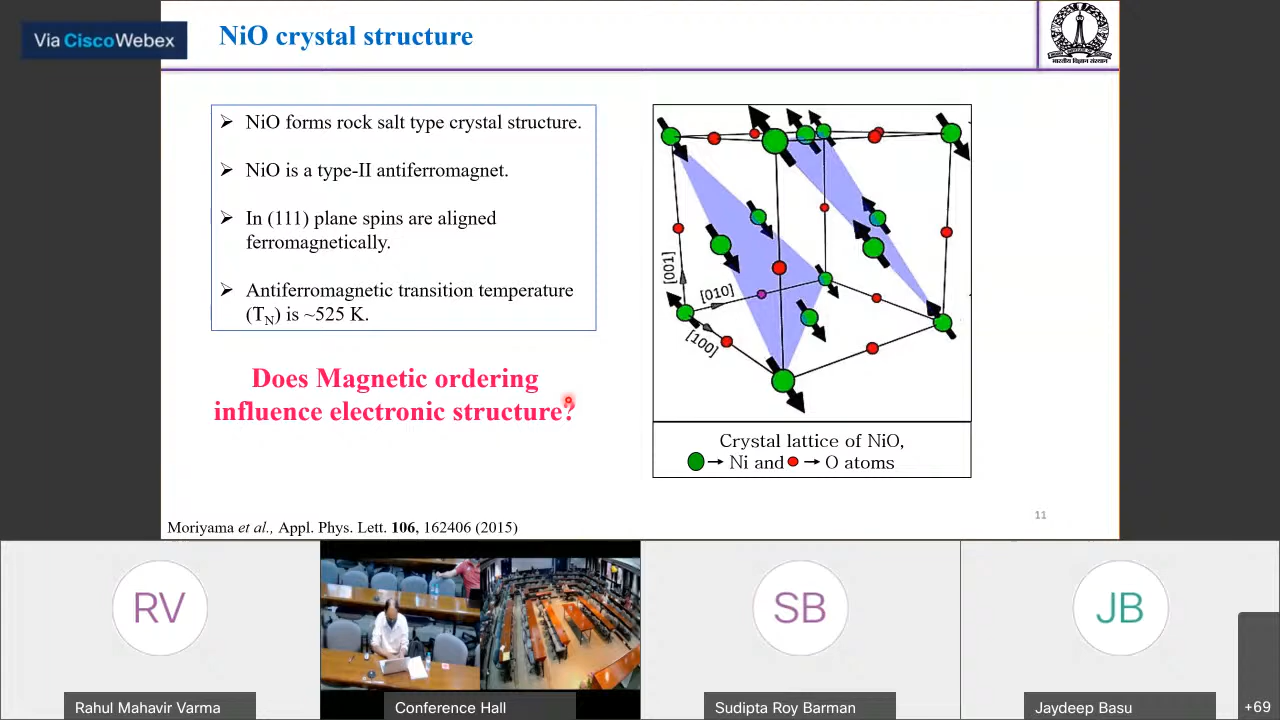 Via Cisco Webex
NiO crystal structure
भारतीय विज्ञान संस्थान
➢ NiO forms rock salt type crystal structure.
➢ NiO is a type-II antiferromagnet.
➢ In (111) plane spins are aligned
ferromagnetically.
➢ Antiferromagnetic transition temperature
(TN) is ~525 K.
Does Magnetic ordering
influence electronic structure?
[001]
[010]
[100]
Crystal lattice of NiO,
→ Ni and → O atoms
Moriyama et al., Appl. Phys. Lett. 106, 162406 (2015)
11
RV
SB
JB
Rahul Mahavir Varma
Conference Hall
Sudipta Roy Barman
Jaydeep Basu
+69